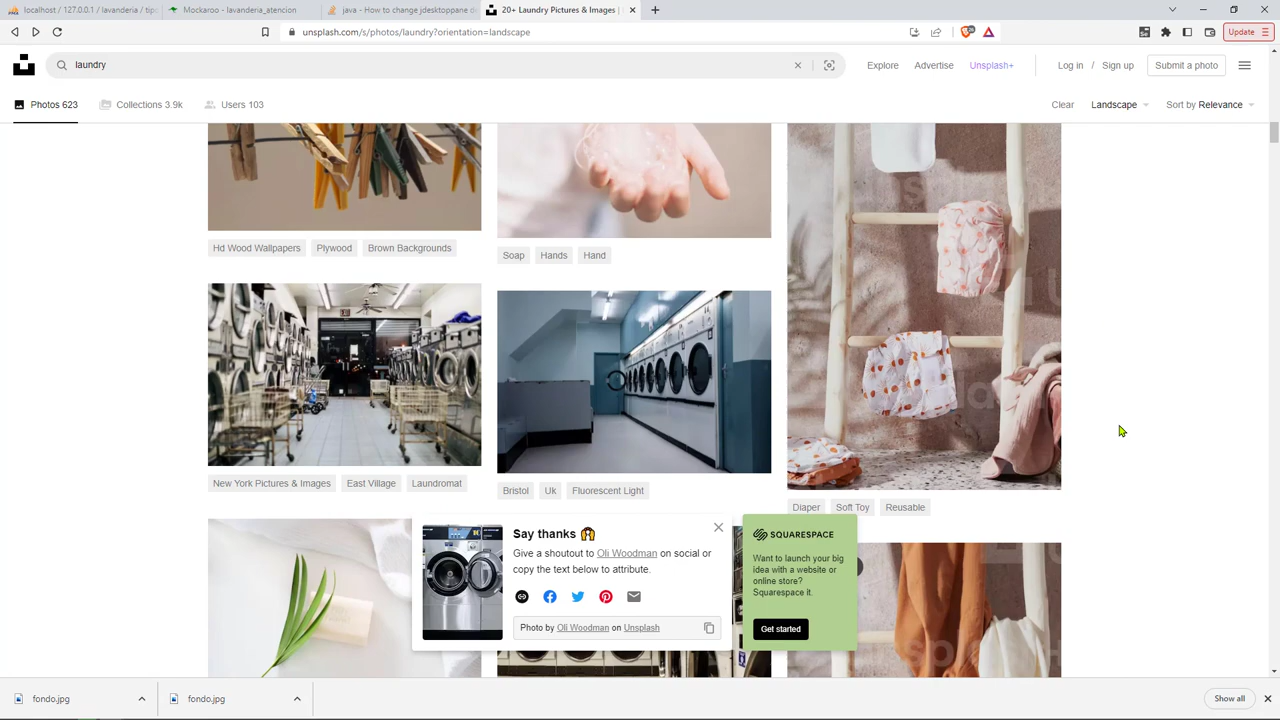 localhost / 127.0.0.1 / lavanderia / tip
Mockaroo - lavanderia_atencion
java - How to change jdesktoppane d
20+ Laundry Pictures & Images |
unsplash.com/s/photos/laundry?orientation=landscape
Update
laundry
Explore
Advertise
Unsplash+
Log in / Sign up
Submit a photo
Photos 623
Collections 3.9k
Users 103
Clear
Landscape
Sort by Relevance
Hd Wood Wallpapers
Plywood
Brown Backgrounds
Soap
Hands
Hand
New York Pictures & Images
East Village
Laundromat
Bristol
Uk
Fluorescent Light
Diaper
Soft Toy
Reusable
Say thanks 🙌
Give a shoutout to Oli Woodman on social or
copy the text below to attribute.
Photo by Oli Woodman on Unsplash
SQUARESPACE
Want to launch your big
idea with a website or
online store?
Squarespace it.
Get started
fondo.jpg
fondo.jpg
Show all